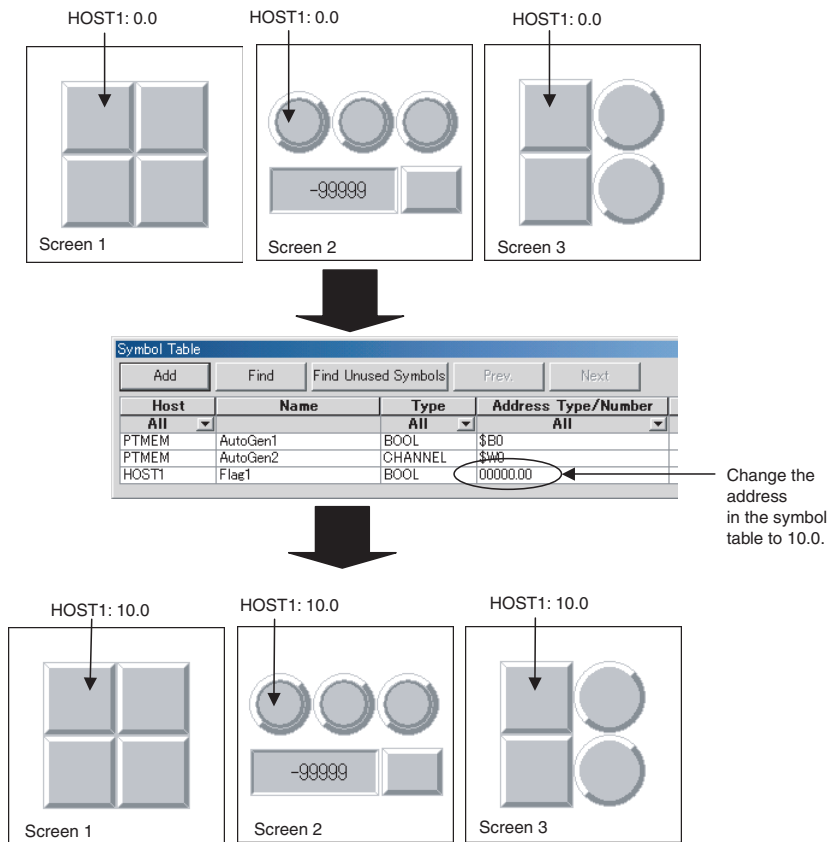 HOST1: 0.0
HOST1: 0.0
HOST1: 0.0
-99999
Screen 1
Screen 2
Screen 3
Symbol Table
Add Find Find Unused Symbols Prev. Next
Host Name Type Address Type/Number
All All All
PTMEM AutoGen1 BOOL $B0
PTMEM AutoGen2 CHANNEL $W0
HOST1 Flag1 BOOL 00000.00
Change the
address
in the symbol
table to 10.0.
HOST1: 10.0
HOST1: 10.0
HOST1: 10.0
-99999
Screen 1
Screen 2
Screen 3